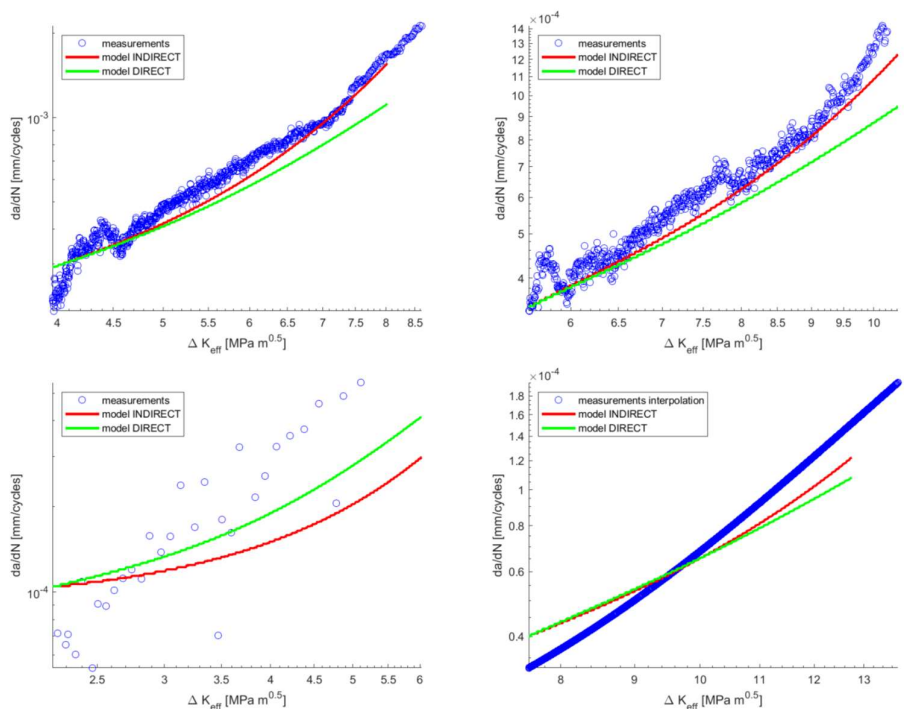 measurements
model INDIRECT
model DIRECT
10^-3
da/dN [mm/cycles]
4 4.5 5 5.5 6 6.5 7 7.5 8 8.5
Δ K_eff [MPa m^0.5]
×10^-4
measurements
model INDIRECT
model DIRECT
14
12
10
9
8
7
6
5
4
da/dN [mm/cycles]
6 6.5 7 7.5 8 8.5 9 9.5 10
Δ K_eff [MPa m^0.5]
measurements
model INDIRECT
model DIRECT
10^-4
da/dN [mm/cycles]
2.5 3 3.5 4 4.5 5 5.5 6
Δ K_eff [MPa m^0.5]
×10^-4
measurements interpolation
model INDIRECT
model DIRECT
1.8
1.6
1.4
1.2
1
0.8
0.6
0.4
da/dN [mm/cycles]
8 9 10 11 12 13
Δ K_eff [MPa m^0.5]